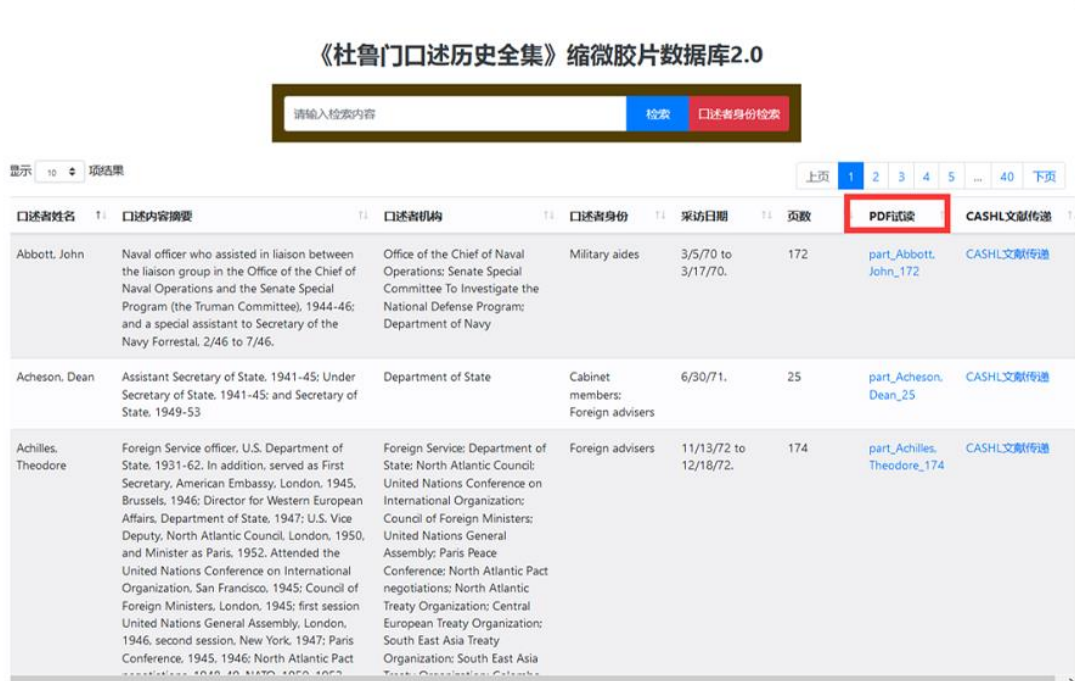 《杜鲁门口述历史全集》缩微胶片数据库2.0
请输入检索内容 检索 口述者身份检索
显示 10 项结果
上页 1 2 3 4 5 ... 40 下页
口述者姓名 口述内容摘要 口述者机构 口述者身份 采访日期 页数 PDF试读 CASHL文献传递
Abbott, John Naval officer who assisted in liaison between Office of the Chief of Naval Military aides 3/5/70 to 172 part_Abbott, CASHL文献传递
the liaison group in the Office of the Chief of Operations; Senate Special 3/17/70. John_172
Naval Operations and the Senate Special Committee To Investigate the
Program (the Truman Committee), 1944-46; National Defense Program;
and a special assistant to Secretary of the Department of Navy
Navy Forrestal, 2/46 to 7/46.
Acheson, Dean Assistant Secretary of State, 1941-45; Under Department of State Cabinet 6/30/71. 25 part_Acheson, CASHL文献传递
Secretary of State, 1941-45; and Secretary of members; Dean_25
State, 1949-53 Foreign advisers
Achilles, Foreign Service officer, U.S. Department of Foreign Service; Department of Foreign advisers 11/13/72 to 174 part_Achilles, CASHL文献传递
Theodore State, 1931-62. In addition, served as First State; North Atlantic Council; 12/18/72. Theodore_174
Secretary, American Embassy, London, 1945, United Nations Conference on
Brussels, 1946; Director for Western European International Organization;
Affairs, Department of State, 1947; U.S. Vice Council of Foreign Ministers;
Deputy, North Atlantic Council, London, 1950, United Nations General
and Minister as Paris, 1952. Attended the Assembly; Paris Peace
United Nations Conference on International Conference; North Atlantic Pact
Organization, San Francisco, 1945; Council of negotiations; North Atlantic
Foreign Ministers, London, 1945; first session Treaty Organization; Central
United Nations General Assembly, London, European Treaty Organization;
1946, second session, New York, 1947; Paris South East Asia Treaty
Conference, 1945, 1946; North Atlantic Pact Organization; South East Asia